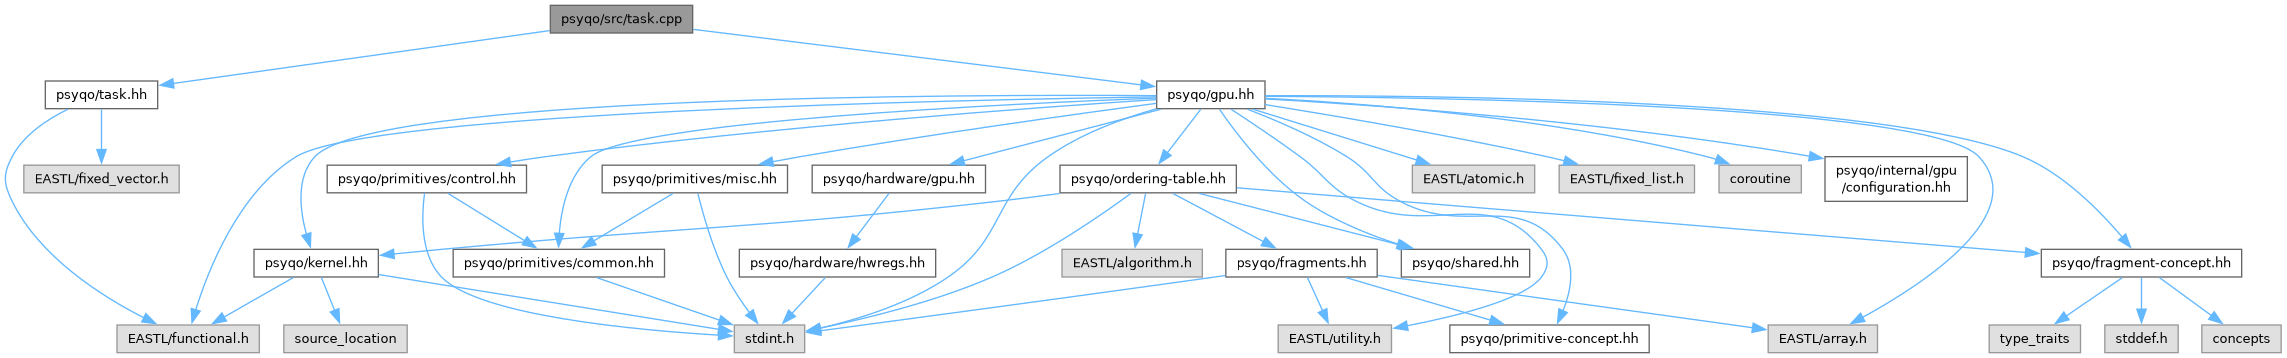 psyqo/src/task.cpp
psyqo/task.hh
psyqo/gpu.hh
EASTL/fixed_vector.h
psyqo/primitives/control.hh
psyqo/primitives/misc.hh
psyqo/hardware/gpu.hh
psyqo/ordering-table.hh
EASTL/atomic.h
EASTL/fixed_list.h
coroutine
psyqo/internal/gpu
/configuration.hh
psyqo/kernel.hh
psyqo/primitives/common.hh
psyqo/hardware/hwregs.hh
EASTL/algorithm.h
psyqo/fragments.hh
psyqo/shared.hh
psyqo/fragment-concept.hh
EASTL/functional.h
source_location
stdint.h
EASTL/utility.h
psyqo/primitive-concept.hh
EASTL/array.h
type_traits
stddef.h
concepts